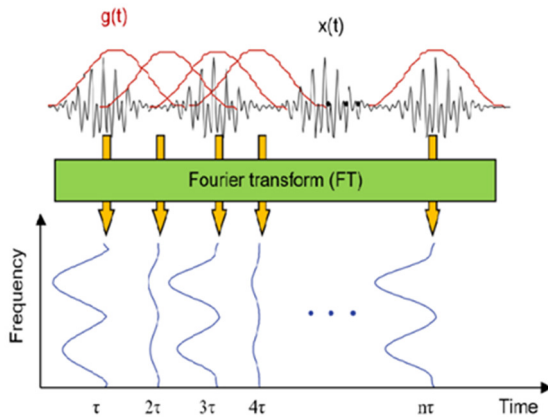 g(t)
x(t)
Fourier transform (FT)
Frequency
τ 2τ 3τ 4τ nτ Time